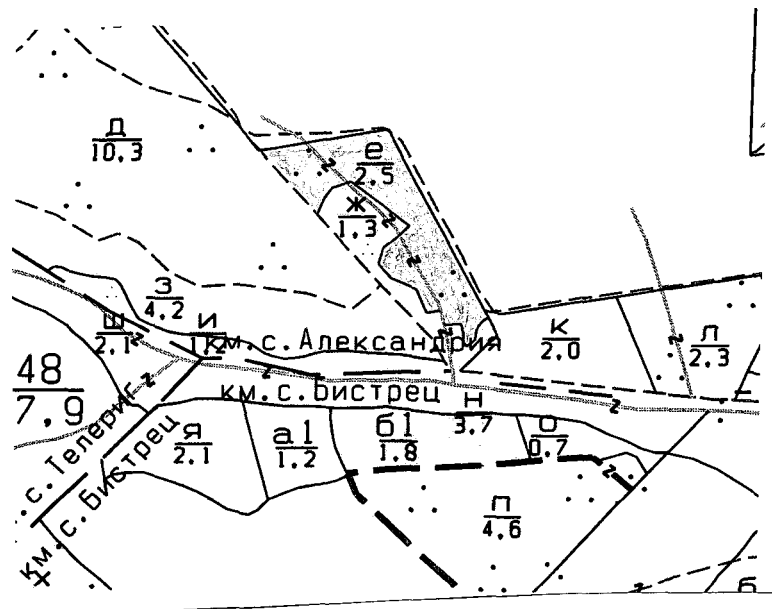 Д
10,3
е
2,5
ж
1,3
З
4,2
ш
2,1
и
км.с.Александрия
к
2,0
л
2,3
48
7,9
км.с.Бистрец
н
3,7
я
2,1
а1
1,2
б1
1,8
о
0,7
п
4,6
.с.Телериг
км.с.Бистрец
б